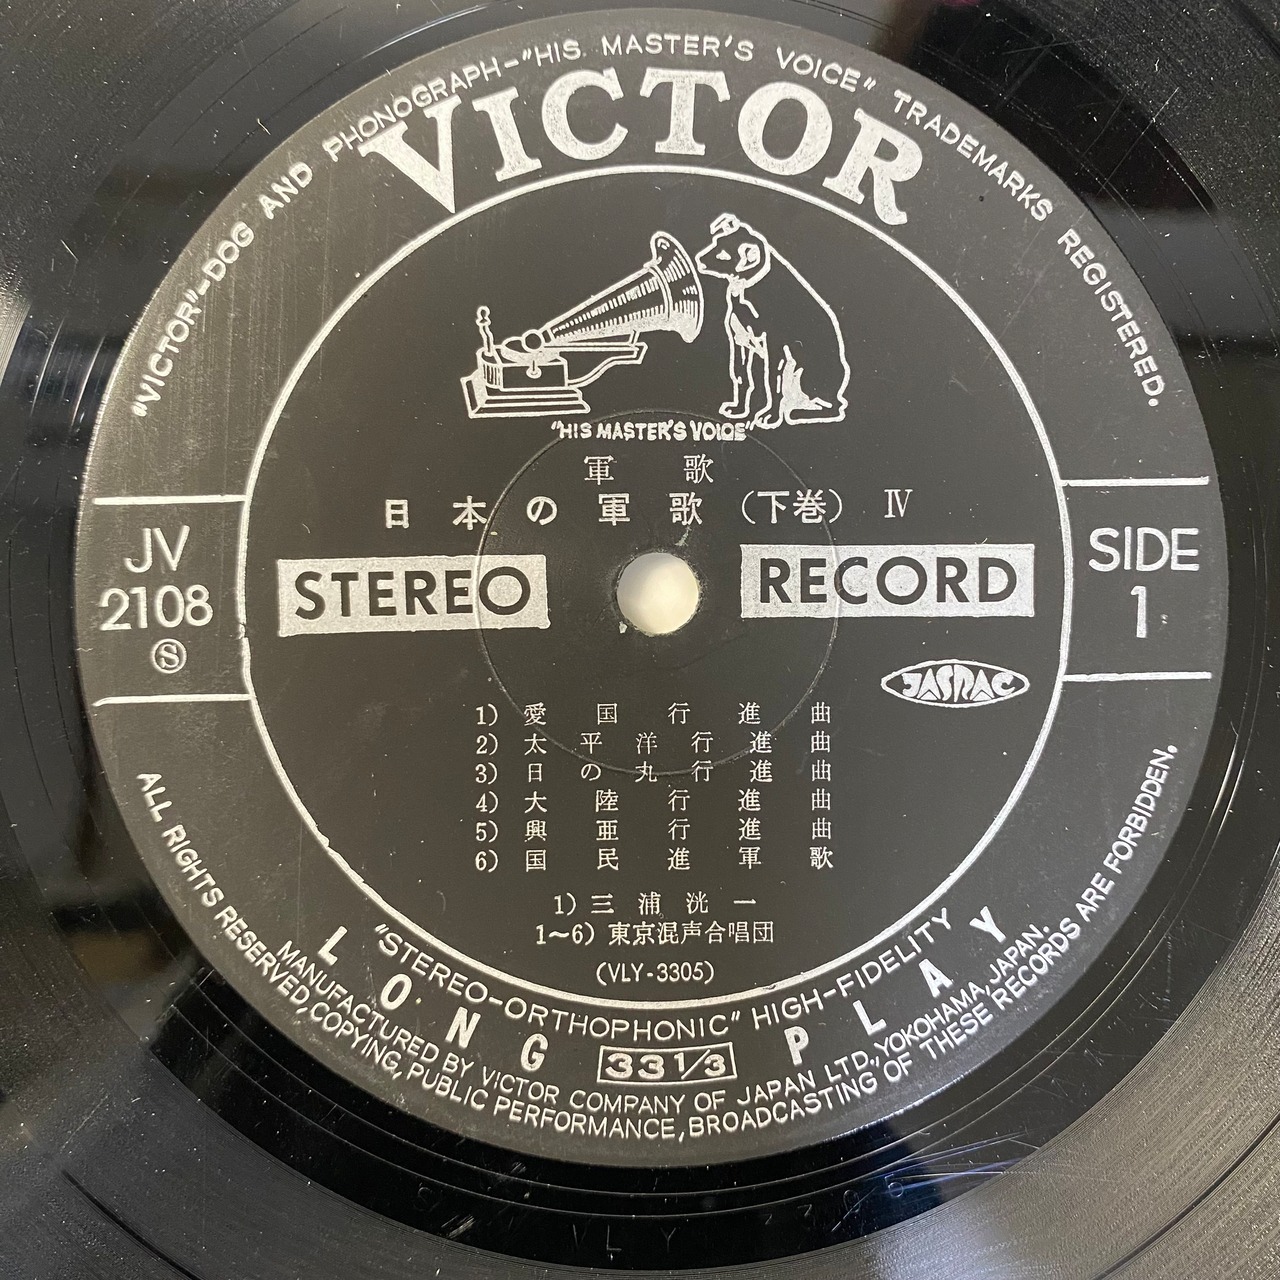 "VICTOR"-DOG AND PHONOGRAPH-"HIS MASTER'S VOICE" TRADEMARKS REGISTERED.
VICTOR
"HIS MASTER'S VOICE"
軍歌
日本の軍歌（下巻）Ⅳ
JV
2108
Ⓢ
STEREO RECORD
SIDE
1
JASRAC
1) 愛国行進曲
2) 太平洋行進曲
3) 日の丸行進曲
4) 大陸行進曲
5) 興亜行進曲
6) 国民進軍歌
1) 三浦洸一
1〜6) 東京混声合唱団
(VLY-3305)
"STEREO-ORTHOPHONIC" HIGH-FIDELITY
LONG 33 1/3 PLAY
MANUFACTURED BY VICTOR COMPANY OF JAPAN LTD., YOKOHAMA, JAPAN.
ALL RIGHTS RESERVED, COPYING, PUBLIC PERFORMANCE, BROADCASTING OF THESE RECORDS ARE FORBIDDEN.
VLY